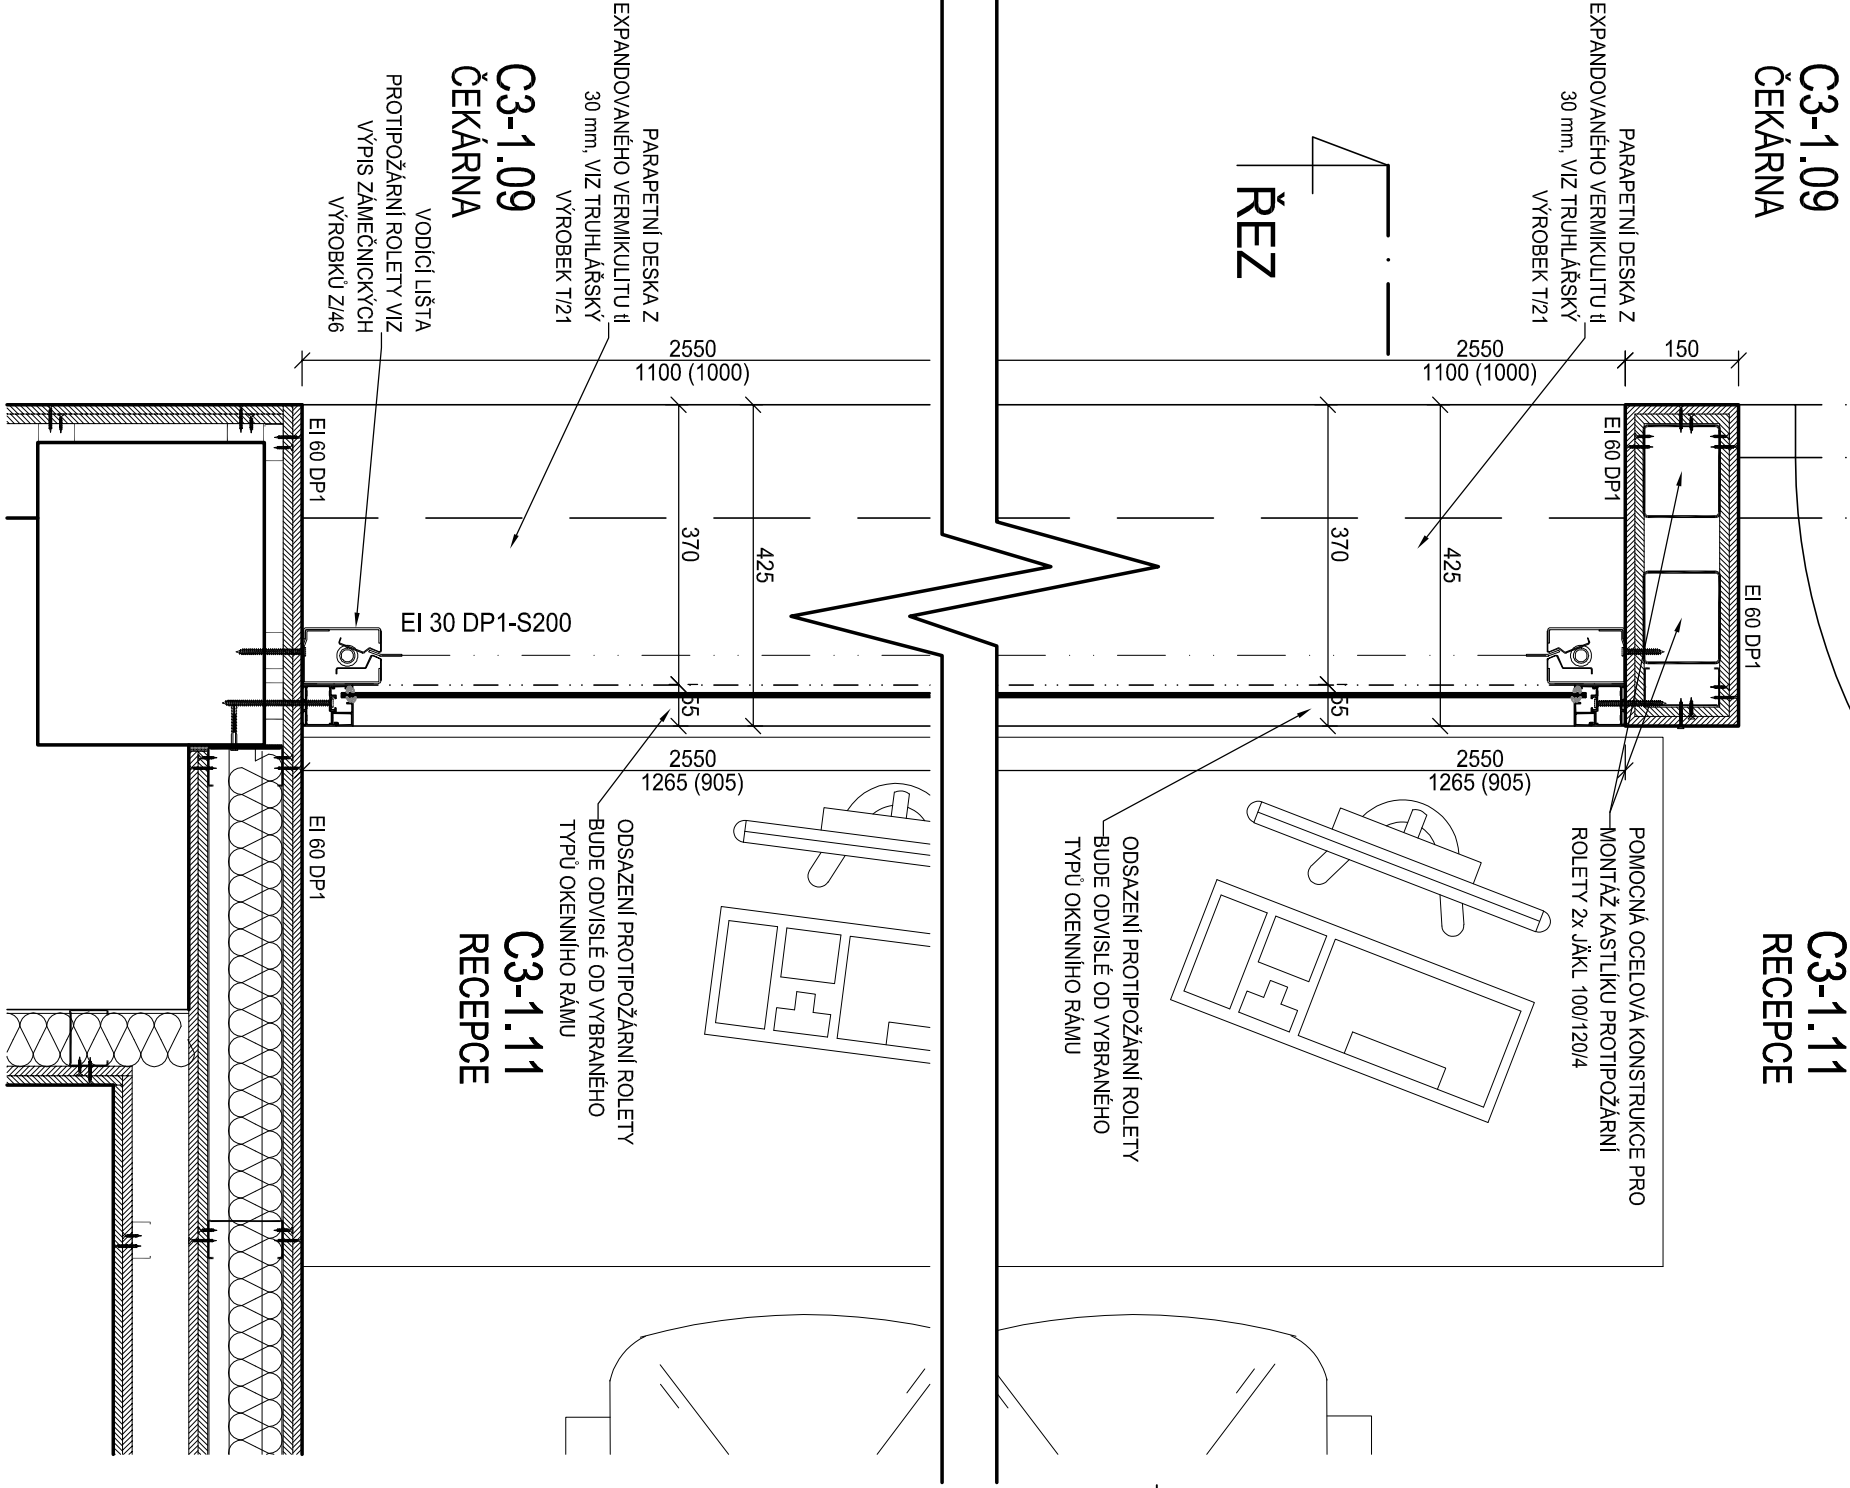 C3-1.09
ČEKÁRNA
PARAPETNÍ DESKA Z
EXPANDOVANÉHO VERMIKULITU tl
30 mm, VIZ TRUHLÁŘSKÝ
VÝROBEK T/21
VODÍCÍ LIŠTA
PROTIPOŽÁRNÍ ROLETY VIZ
VÝPIS ZÁMEČNICKÝCH
VÝROBKŮ Z/46
ŘEZ
PARAPETNÍ DESKA Z
EXPANDOVANÉHO VERMIKULITU tl
30 mm, VIZ TRUHLÁŘSKÝ
VÝROBEK T/21
C3-1.09
ČEKÁRNA
2550
1100 (1000)
2550
1100 (1000)
150
EI 60 DP1
370
425
370
425
EI 60 DP1
EI 60 DP1
EI 30 DP1-S200
55
55
2550
1265 (905)
2550
1265 (905)
EI 60 DP1
ODSAZENÍ PROTIPOŽÁRNÍ ROLETY
BUDE ODVISLÉ OD VYBRANÉHO
TYPŮ OKENNÍHO RÁMU
C3-1.11
RECEPCE
ODSAZENÍ PROTIPOŽÁRNÍ ROLETY
BUDE ODVISLÉ OD VYBRANÉHO
TYPŮ OKENNÍHO RÁMU
POMOCNÁ OCELOVÁ KONSTRUKCE PRO
MONTÁŽ KASTLÍKU PROTIPOŽÁRNÍ
ROLETY 2x JÄKL 100/120/4
C3-1.11
RECEPCE